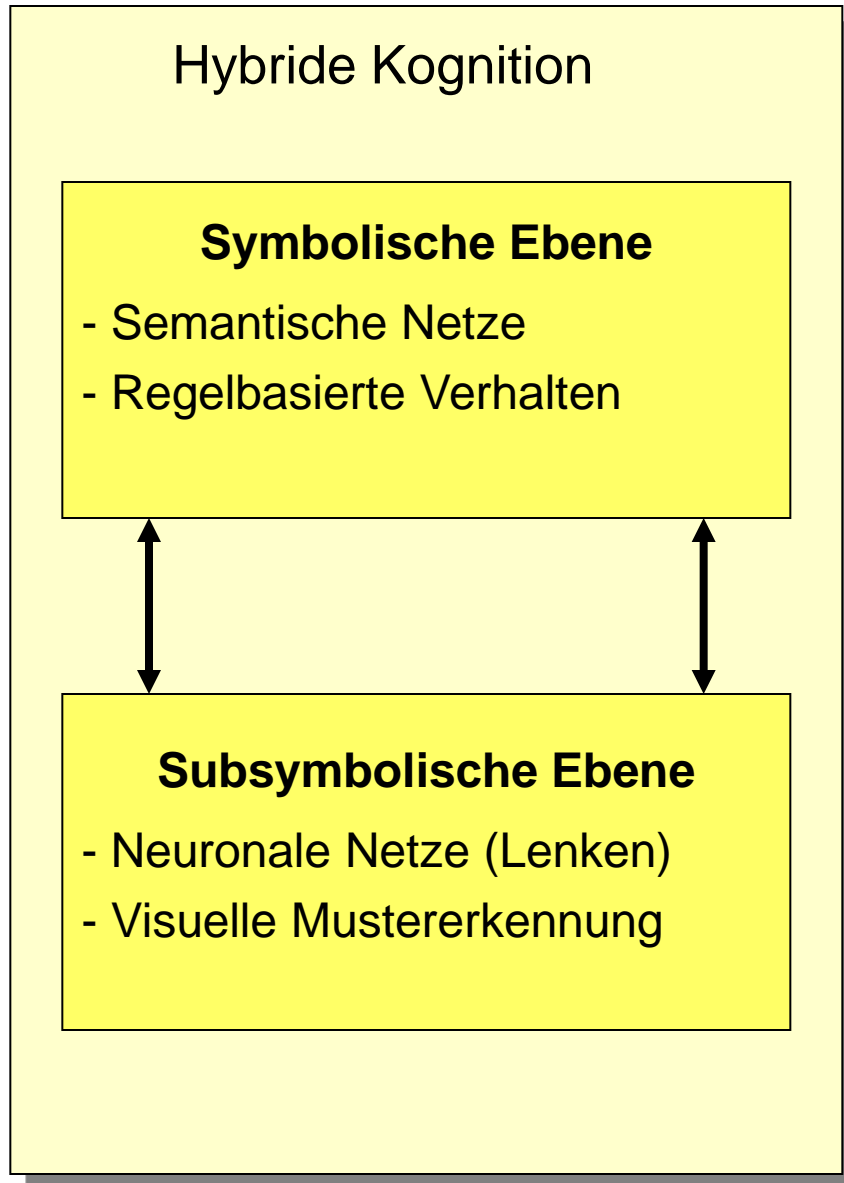 Hybride Kognition
Symbolische Ebene
- Semantische Netze
- Regelbasierte Verhalten
Subsymbolische Ebene
- Neuronale Netze (Lenken)
- Visuelle Mustererkennung